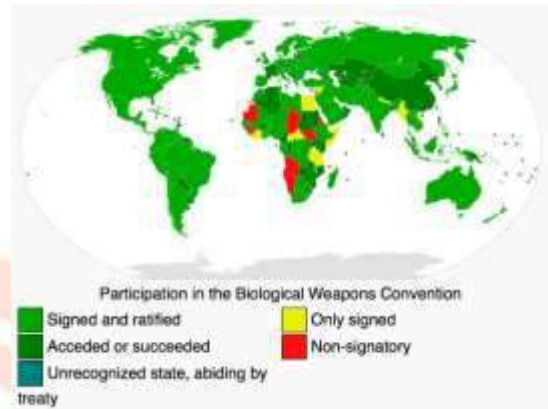 Participation in the Biological Weapons Convention
Signed and ratified
Only signed
Acceded or succeeded
Non-signatory
Unrecognized state, abiding by
treaty